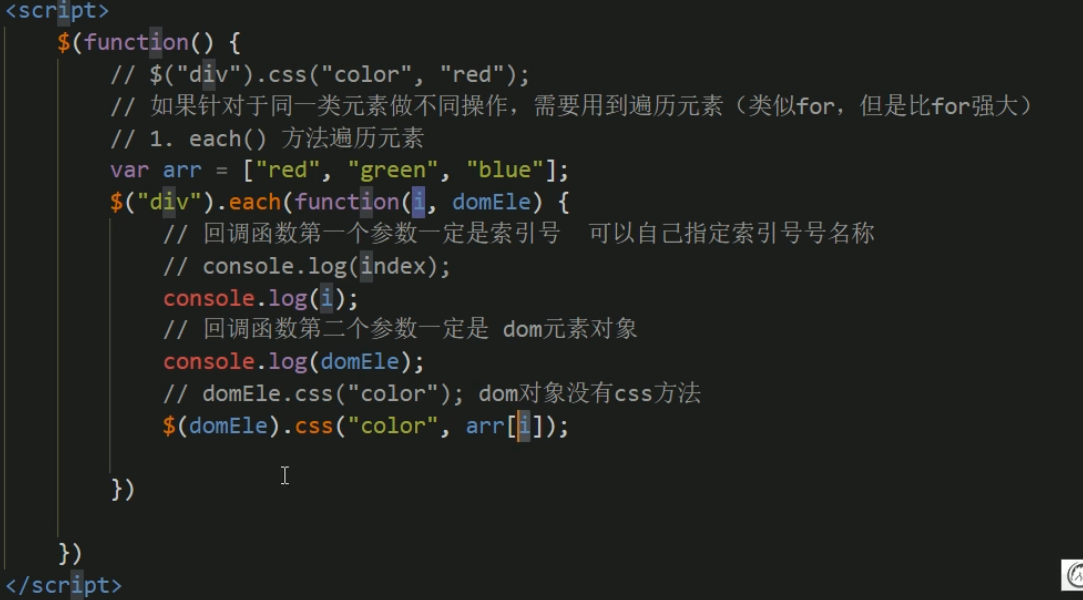 <script>
$(function() {
// $("div").css("color", "red");
// 如果针对于同一类元素做不同操作，需要用到遍历元素（类似for，但是比for强大）
// 1. each() 方法遍历元素
var arr = ["red", "green", "blue"];
$("div").each(function(i, domEle) {
// 回调函数第一个参数一定是索引号  可以自己指定索引号号名称
// console.log(index);
console.log(i);
// 回调函数第二个参数一定是 dom元素对象
console.log(domEle);
// domEle.css("color"); dom对象没有css方法
$(domEle).css("color", arr[i]);
})
})
</script>